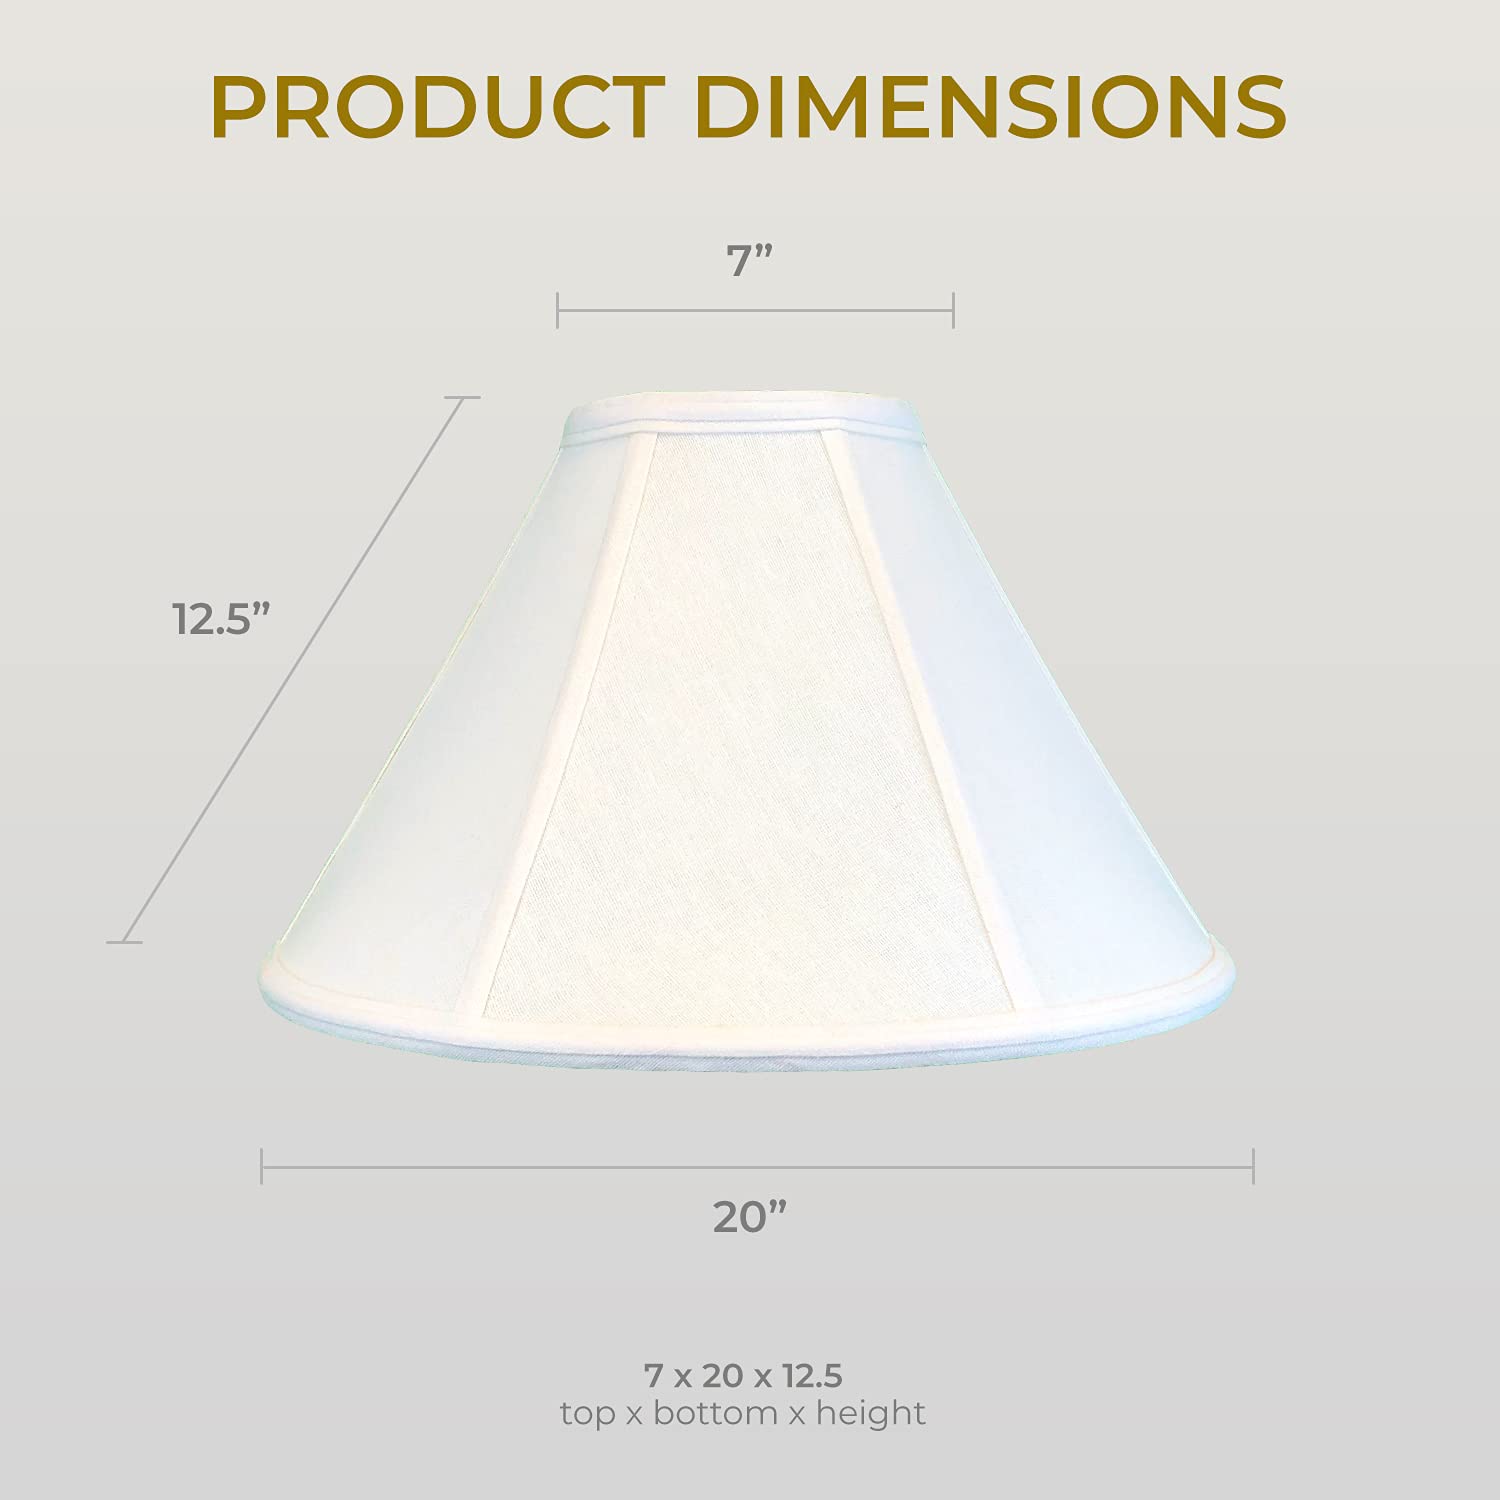 PRODUCT DIMENSIONS
7”
12.5”
20”
7 x 20 x 12.5
top x bottom x height